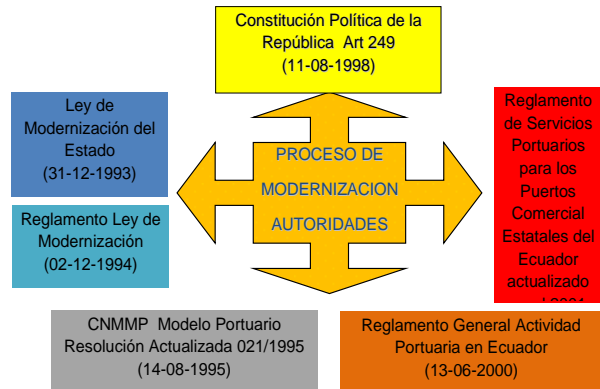 Constitución Política de la
República Art 249
(11-08-1998)
Ley de
Modernización del
Estado
(31-12-1993)
Reglamento Ley de
Modernización
(02-12-1994)
PROCESO DE
MODERNIZACION
AUTORIDADES
Reglamento
de Servicios
Portuarios
para los
Puertos
Comercial
Estatales del
Ecuador
actualizado
CNMMP Modelo Portuario
Resolución Actualizada 021/1995
(14-08-1995)
Reglamento General Actividad
Portuaria en Ecuador
(13-06-2000)